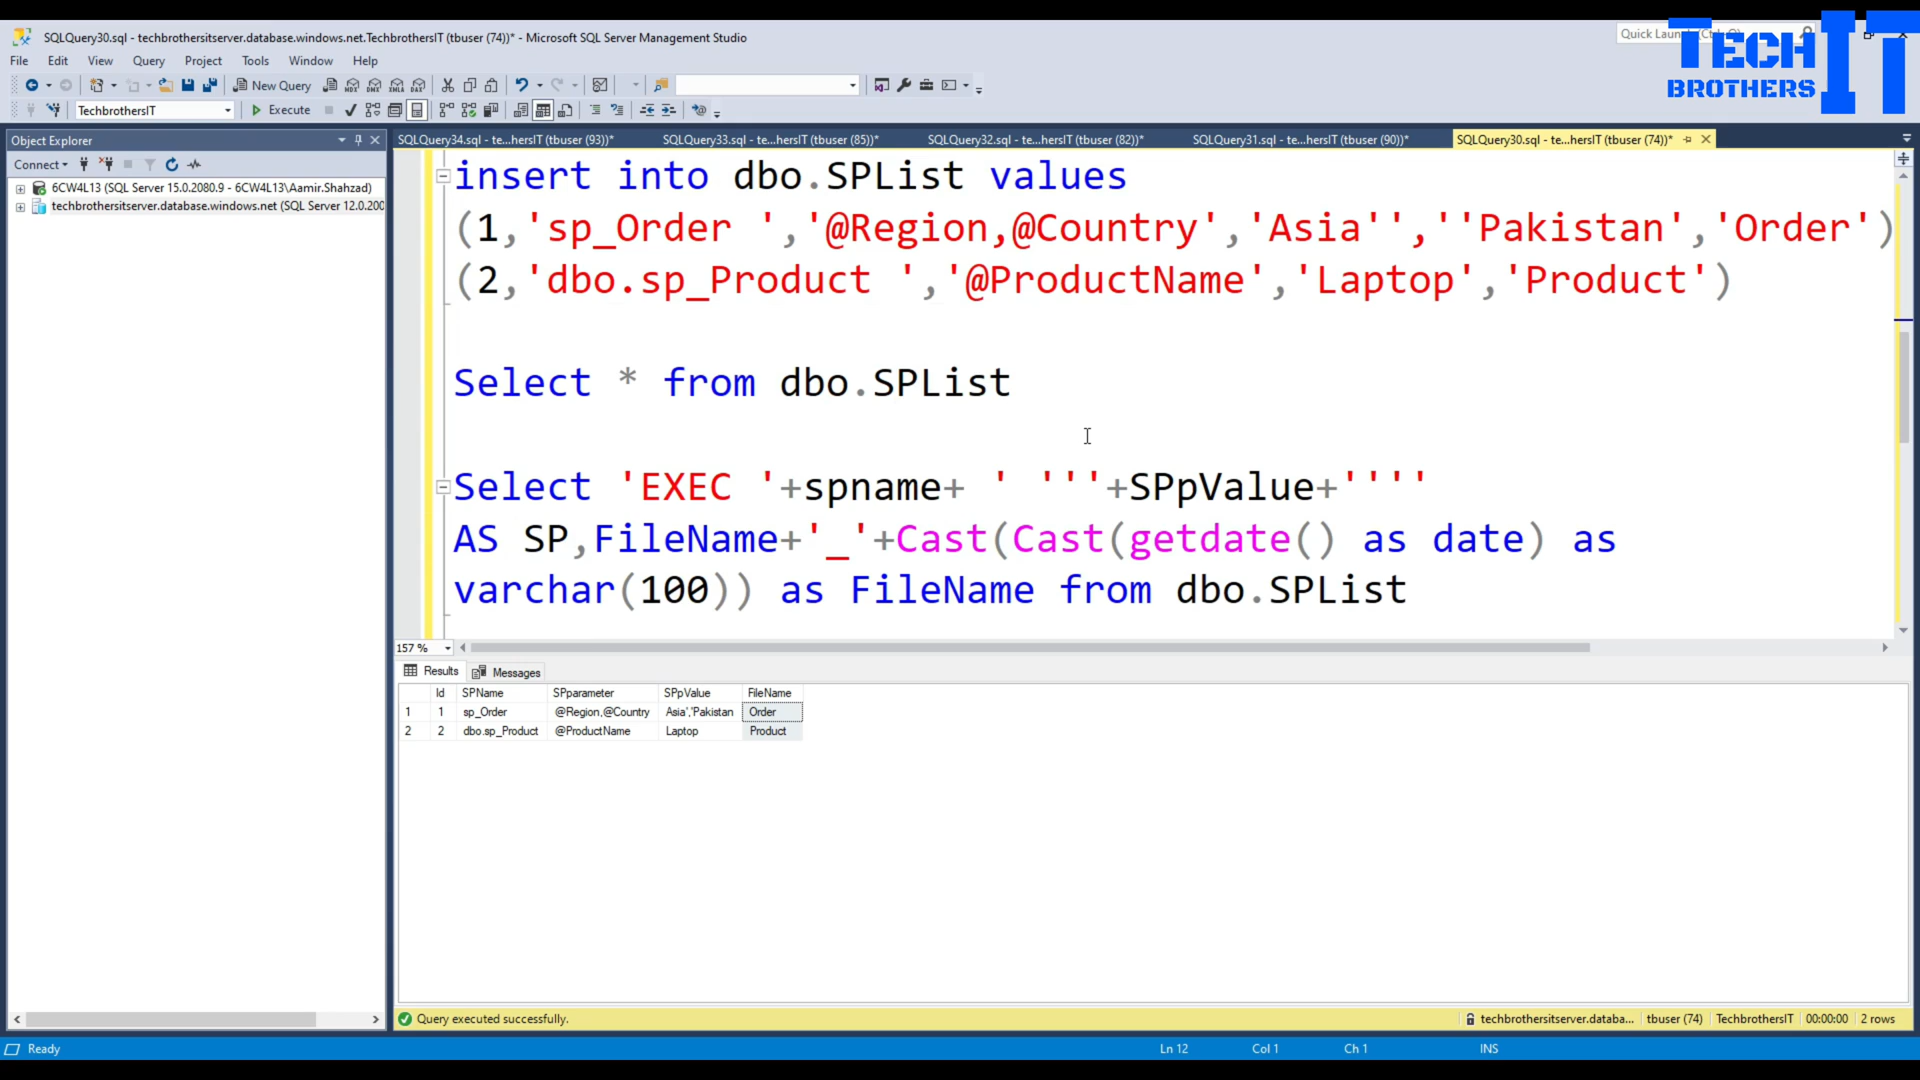 SQLQuery30.sql - techbrothersitserver.database.windows.net.TechbrothersIT (tbuser (74))* - Microsoft SQL Server Management Studio
TECH IT
BROTHERS
File Edit View Query Project Tools Window Help
New Query
TechbrothersIT
Execute
Object Explorer
Connect
6CW4L13 (SQL Server 15.0.2080.9 - 6CW4L13\Aamir.Shahzad)
techbrothersitserver.database.windows.net (SQL Server 12.0.200
SQLQuery34.sql - te...hersIT (tbuser (93))* SQLQuery33.sql - te...hersIT (tbuser (85))* SQLQuery32.sql - te...hersIT (tbuser (82))* SQLQuery31.sql - te...hersIT (tbuser (90))* SQLQuery30.sql - te...hersIT (tbuser (74))*
insert into dbo.SPList values
(1,'sp_Order ','@Region,@Country','Asia'',''Pakistan','Order')
(2,'dbo.sp_Product ','@ProductName','Laptop','Product')
Select * from dbo.SPList
Select 'EXEC '+spname+ ' '''+SPpValue+''''
AS SP,FileName+'_'+Cast(Cast(getdate() as date) as
varchar(100)) as FileName from dbo.SPList
157 %
Results Messages
Id SPName SPparameter SPpValue FileName
1 1 sp_Order @Region,@Country Asia','Pakistan Order
2 2 dbo.sp_Product @ProductName Laptop Product
Query executed successfully. techbrothersitserver.databa... tbuser (74) TechbrothersIT 00:00:00 2 rows
Ready Ln 12 Col 1 Ch 1 INS